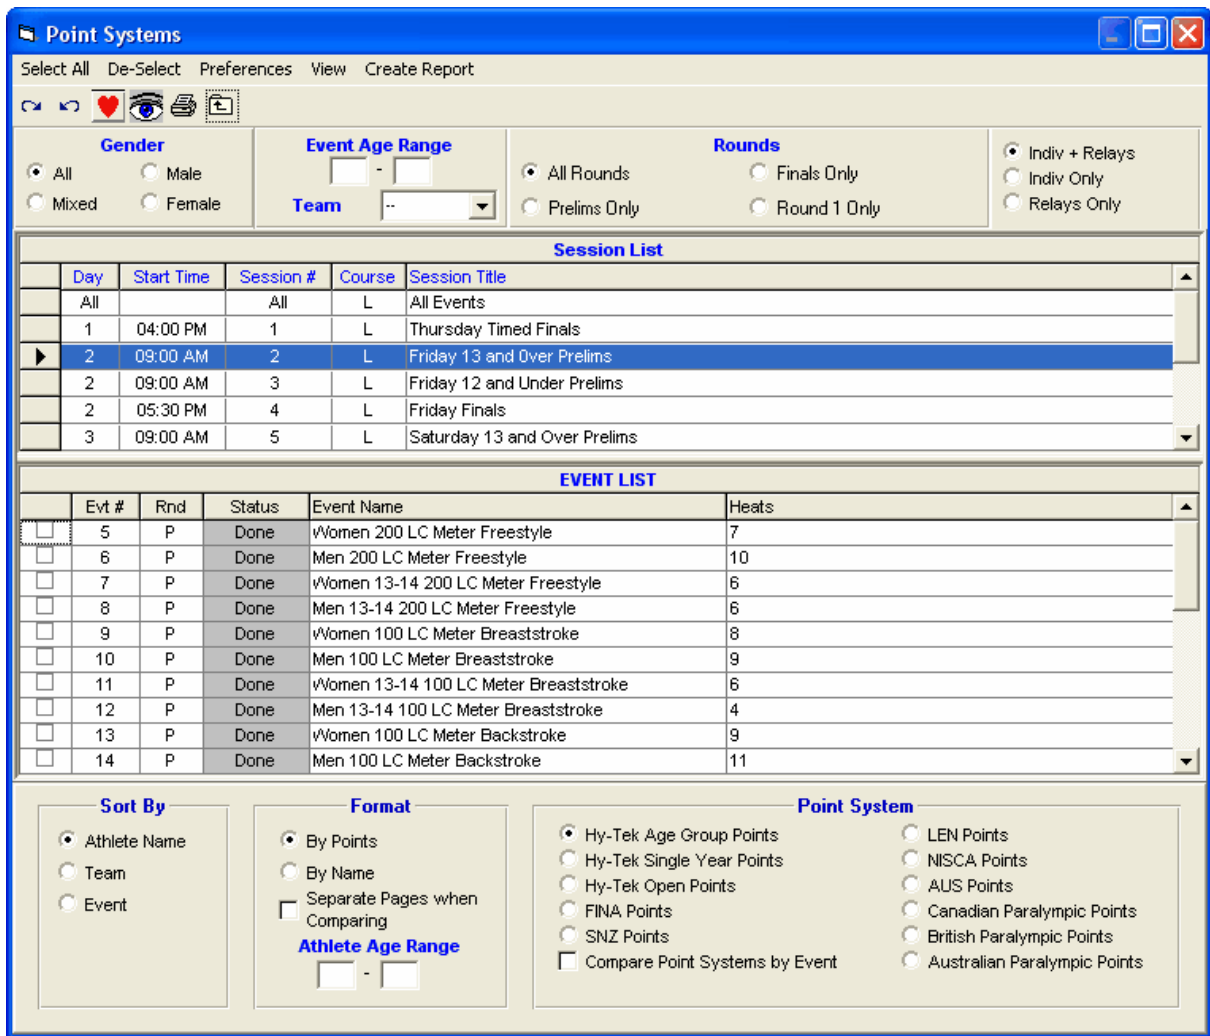 Point Systems
Select All De-Select Preferences View Create Report
Gender Event Age Range Rounds
All Male - All Rounds Finals Only Indiv + Relays
Indiv Only
Mixed Female Team -- Prelims Only Round 1 Only Relays Only
Session List
Day Start Time Session # Course Session Title
All All L All Events
1 04:00 PM 1 L Thursday Timed Finals
2 09:00 AM 2 L Friday 13 and 0ver Prelims
2 09:00 AM 3 L Friday 12 and Under Prelims
2 05:30 PM 4 L Friday Finals
3 09:00 AM 5 L Saturday 13 and Over Prelims
EVENT LIST
Evt # Rnd Status Event Name Heats
5 P Done Women 200 LC Meter Freestyle 7
6 P Done Men 200 LC Meter Freestyle 10
7 P Done Women 13-14 200 LC Meter Freestyle 6
8 P Done Men 13-14 200 LC Meter Freestyle 6
9 P Done Women 100 LC Meter Breaststroke 8
10 P Done Men 100 LC Meter Breaststroke 9
11 P Done Women 13-14 100 LC Meter Breaststroke 6
12 P Done Men 13-14 100 LC Meter Breaststroke 4
13 P Done Women 100 LC Meter Backstroke 9
14 P Done Men 100 LC Meter Backstroke 11
Sort By
Athlete Name
Team
Event
Format
By Points
By Name
Separate Pages when
Comparing
Athlete Age Range
-
Point System
Hy-Tek Age Group Points
Hy-Tek Single Year Points
Hy-Tek Open Points
FINA Points
SNZ Points
Compare Point Systems by Event
LEN Points
NISCA Points
AUS Points
Canadian Paralympic Points
British Paralympic Points
Australian Paralympic Points